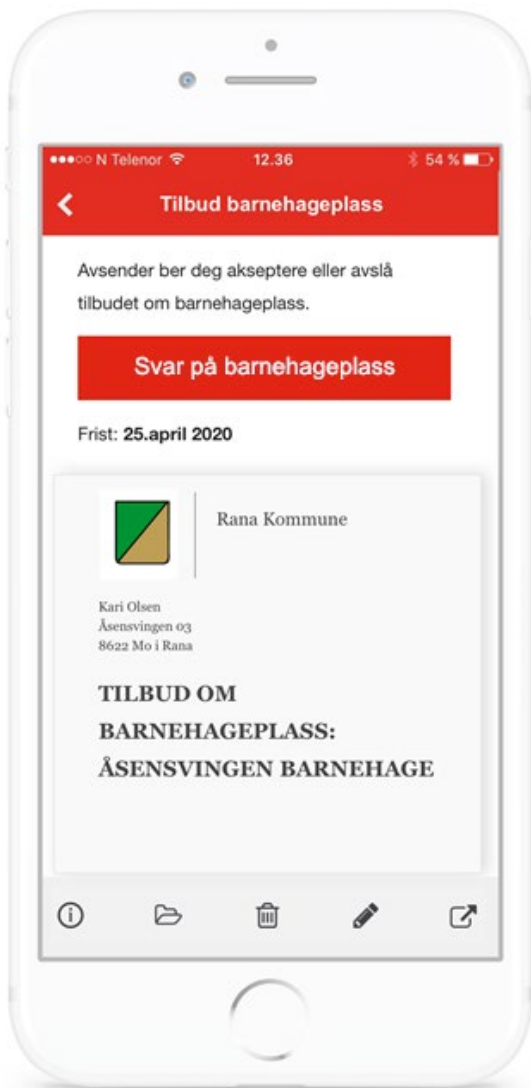 N Telenor 12.36 54 %
Tilbud barnehageplass
Avsender ber deg akseptere eller avslå
tilbudet om barnehageplass.
Svar på barnehageplass
Frist: 25.april 2020
Rana Kommune
Kari Olsen
Åsensvingen 03
8622 Mo i Rana
TILBUD OM
BARNEHAGEPLASS:
ÅSENSVINGEN BARNEHAGE